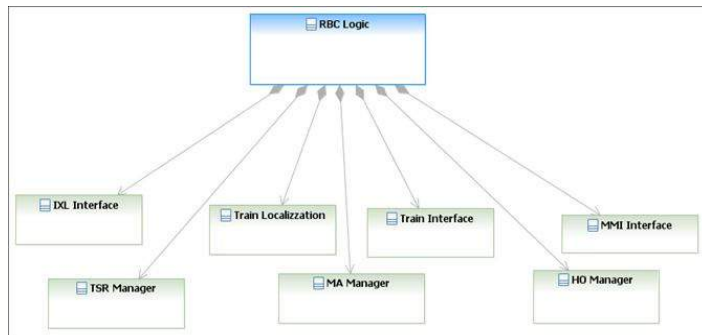 RBC Logic
IXL Interface
Train Localizzation
Train Interface
MMI Interface
TSR Manager
MA Manager
HO Manager